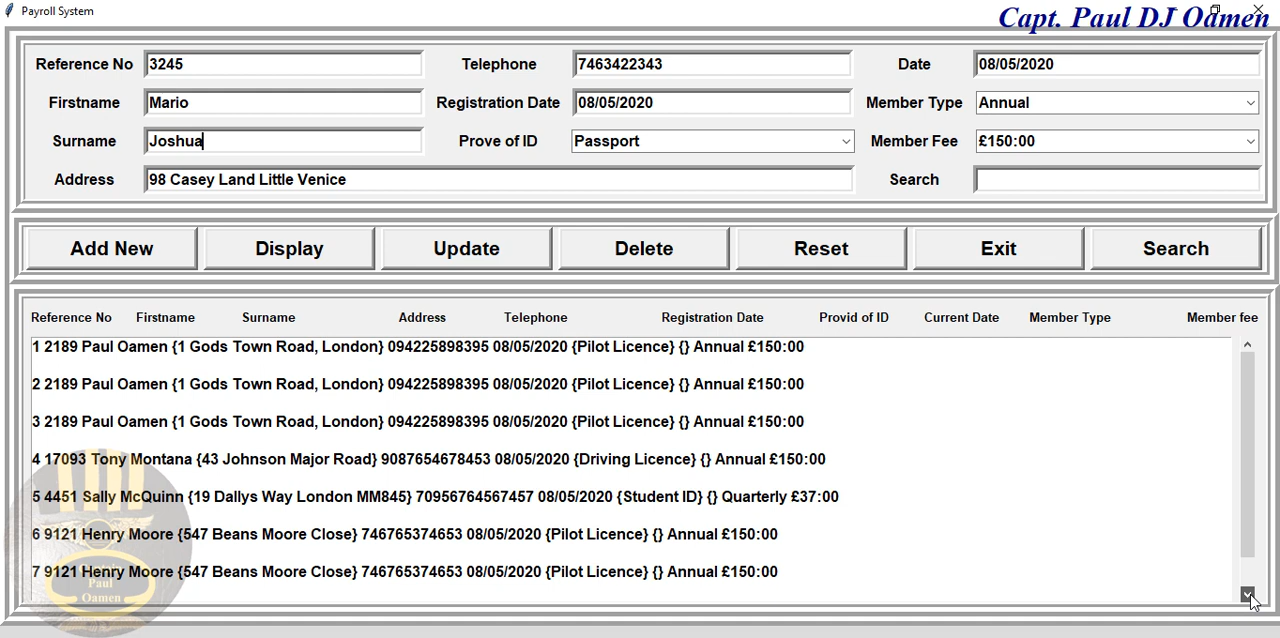 Payroll System
Capt. Paul DJ Oamen
Reference No 3245 Telephone 7463422343 Date 08/05/2020
Firstname Mario Registration Date 08/05/2020 Member Type Annual
Surname Joshua Prove of ID Passport Member Fee £150:00
Address 98 Casey Land Little Venice Search
Add New Display Update Delete Reset Exit Search
Reference No Firstname Surname Address Telephone Registration Date Provid of ID Current Date Member Type Member fee
1 2189 Paul Oamen {1 Gods Town Road, London} 094225898395 08/05/2020 {Pilot Licence} {} Annual £150:00
2 2189 Paul Oamen {1 Gods Town Road, London} 094225898395 08/05/2020 {Pilot Licence} {} Annual £150:00
3 2189 Paul Oamen {1 Gods Town Road, London} 094225898395 08/05/2020 {Pilot Licence} {} Annual £150:00
4 17093 Tony Montana {43 Johnson Major Road} 9087654678453 08/05/2020 {Driving Licence} {} Annual £150:00
5 4451 Sally McQuinn {19 Dallys Way London MM845} 70956764567457 08/05/2020 {Student ID} {} Quarterly £37:00
6 9121 Henry Moore {547 Beans Moore Close} 746765374653 08/05/2020 {Pilot Licence} {} Annual £150:00
7 9121 Henry Moore {547 Beans Moore Close} 746765374653 08/05/2020 {Pilot Licence} {} Annual £150:00
Paul
Oamen